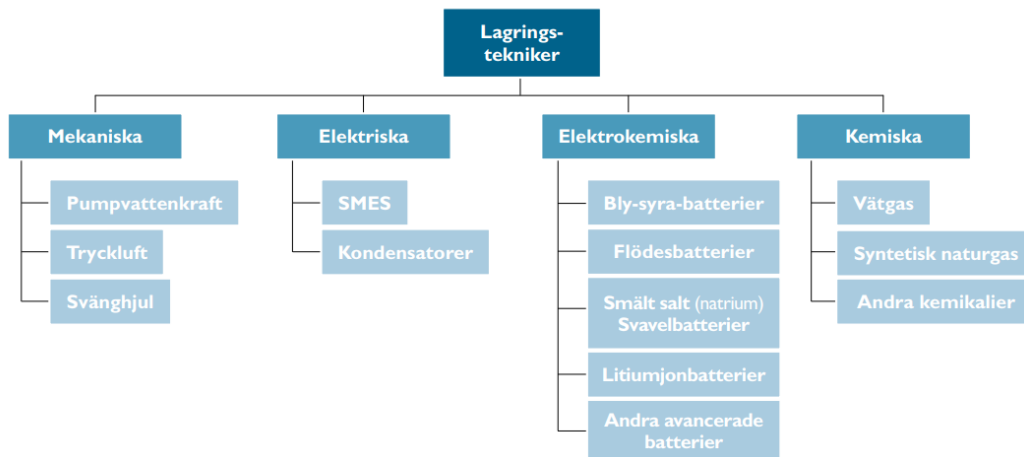 Lagrings-
tekniker
Mekaniska
Pumpvattenkraft
Tryckluft
Svänghjul
Elektriska
SMES
Kondensatorer
Elektrokemiska
Bly-syra-batterier
Flödesbatterier
Smält salt (natrium)
Svavelbatterier
Litiumjonbatterier
Andra avancerade
batterier
Kemiska
Vätgas
Syntetisk naturgas
Andra kemikalier